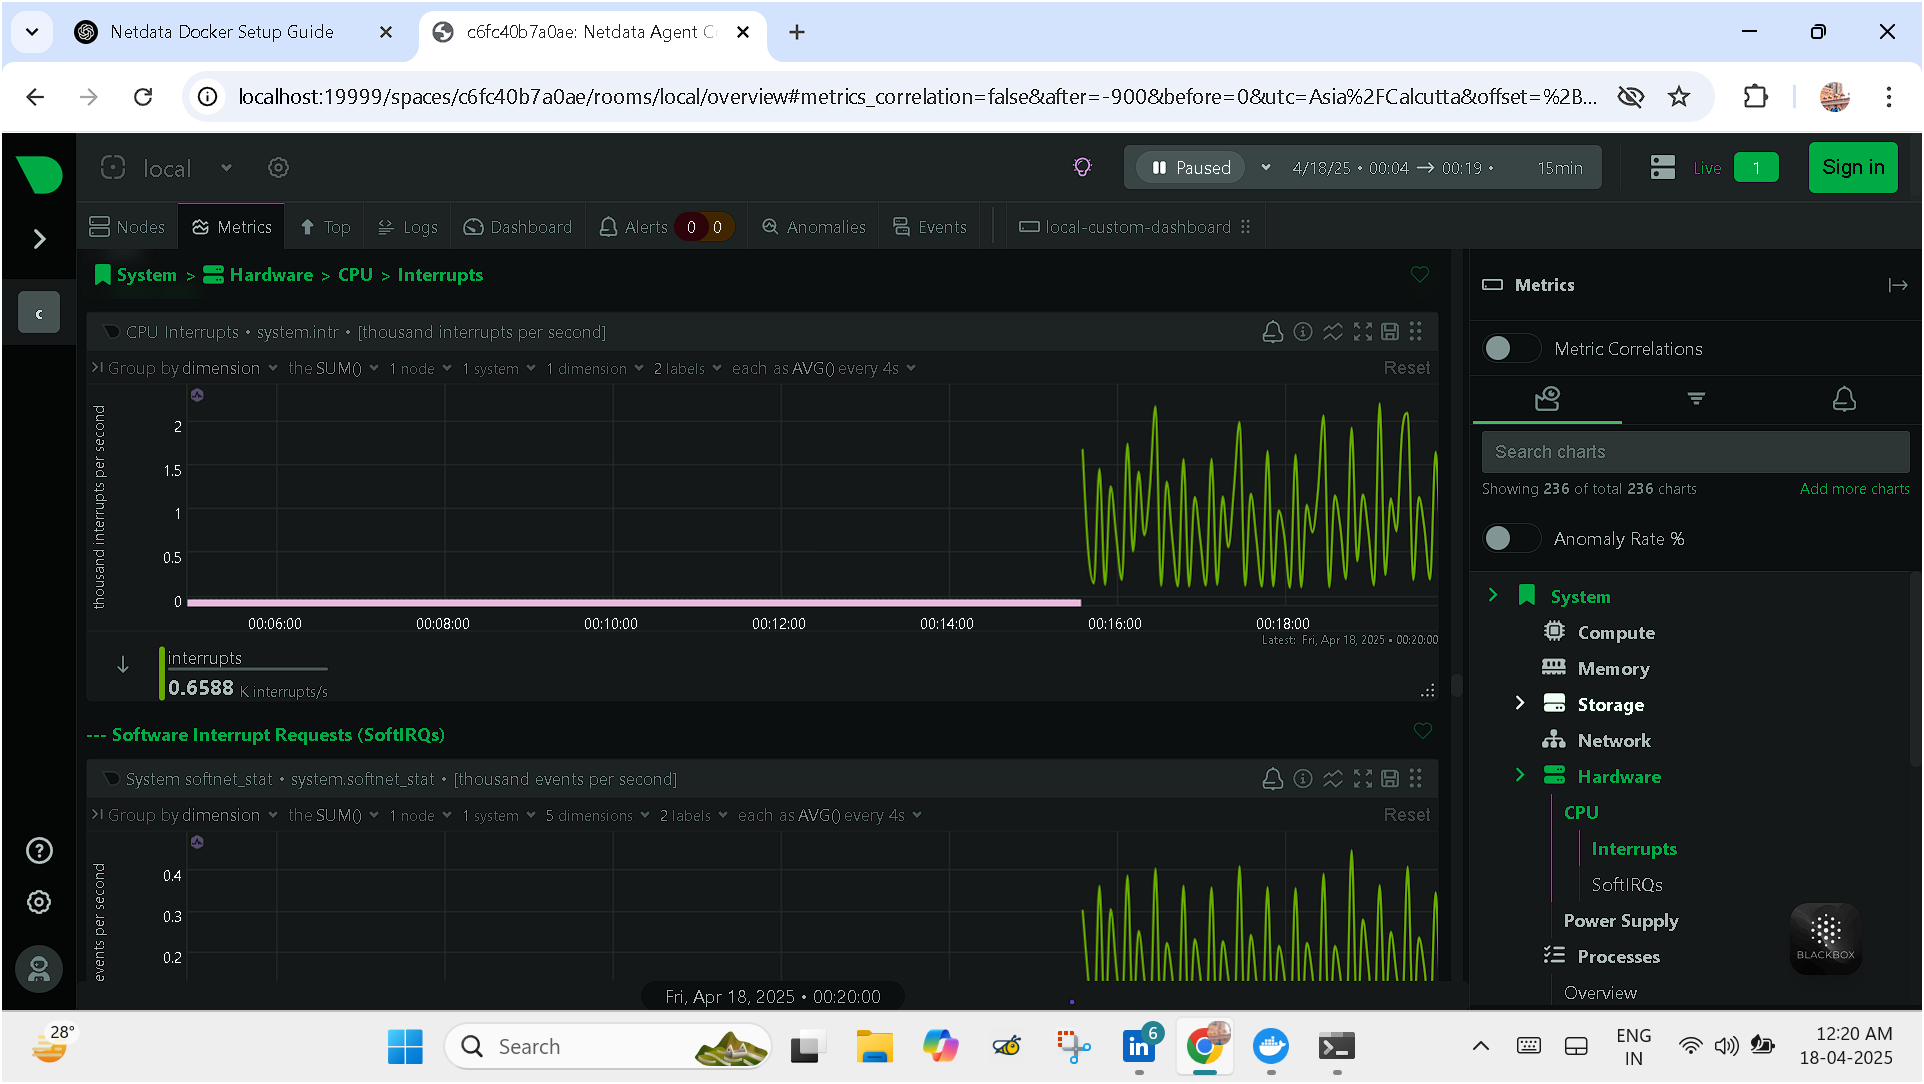 Netdata Docker Setup Guide
c6fc40b7a0ae: Netdata Agent C
localhost:19999/spaces/c6fc40b7a0ae/rooms/local/overview#metrics_correlation=false&after=-900&before=0&utc=Asia%2FCalcutta&offset=%2B...
local
Paused
4/18/25 • 00:04 → 00:19 •
15min
Live
1
Sign in
Nodes
Metrics
Top
Logs
Dashboard
Alerts
0
0
Anomalies
Events
local-custom-dashboard
c
System > Hardware > CPU > Interrupts
CPU Interrupts • system.intr • [thousand interrupts per second]
Group by dimension the SUM() 1 node 1 system 1 dimension 2 labels each as AVG() every 4s
Reset
thousand interrupts per second
2
1.5
1
0.5
0
00:06:00
00:08:00
00:10:00
00:12:00
00:14:00
00:16:00
00:18:00
Latest: Fri, Apr 18, 2025 • 00:20:00
interrupts
0.6588 K interrupts/s
--- Software Interrupt Requests (SoftIRQs)
System softnet_stat • system.softnet_stat • [thousand events per second]
Group by dimension the SUM() 1 node 1 system 5 dimensions 2 labels each as AVG() every 4s
Reset
events per second
0.4
0.3
0.2
Fri, Apr 18, 2025 • 00:20:00
Metrics
Metric Correlations
Search charts
Showing 236 of total 236 charts
Add more charts
Anomaly Rate %
System
Compute
Memory
Storage
Network
Hardware
CPU
Interrupts
SoftIRQs
Power Supply
Processes
Overview
BLACKBOX
28°
Search
6
ENG
IN
12:20 AM
18-04-2025